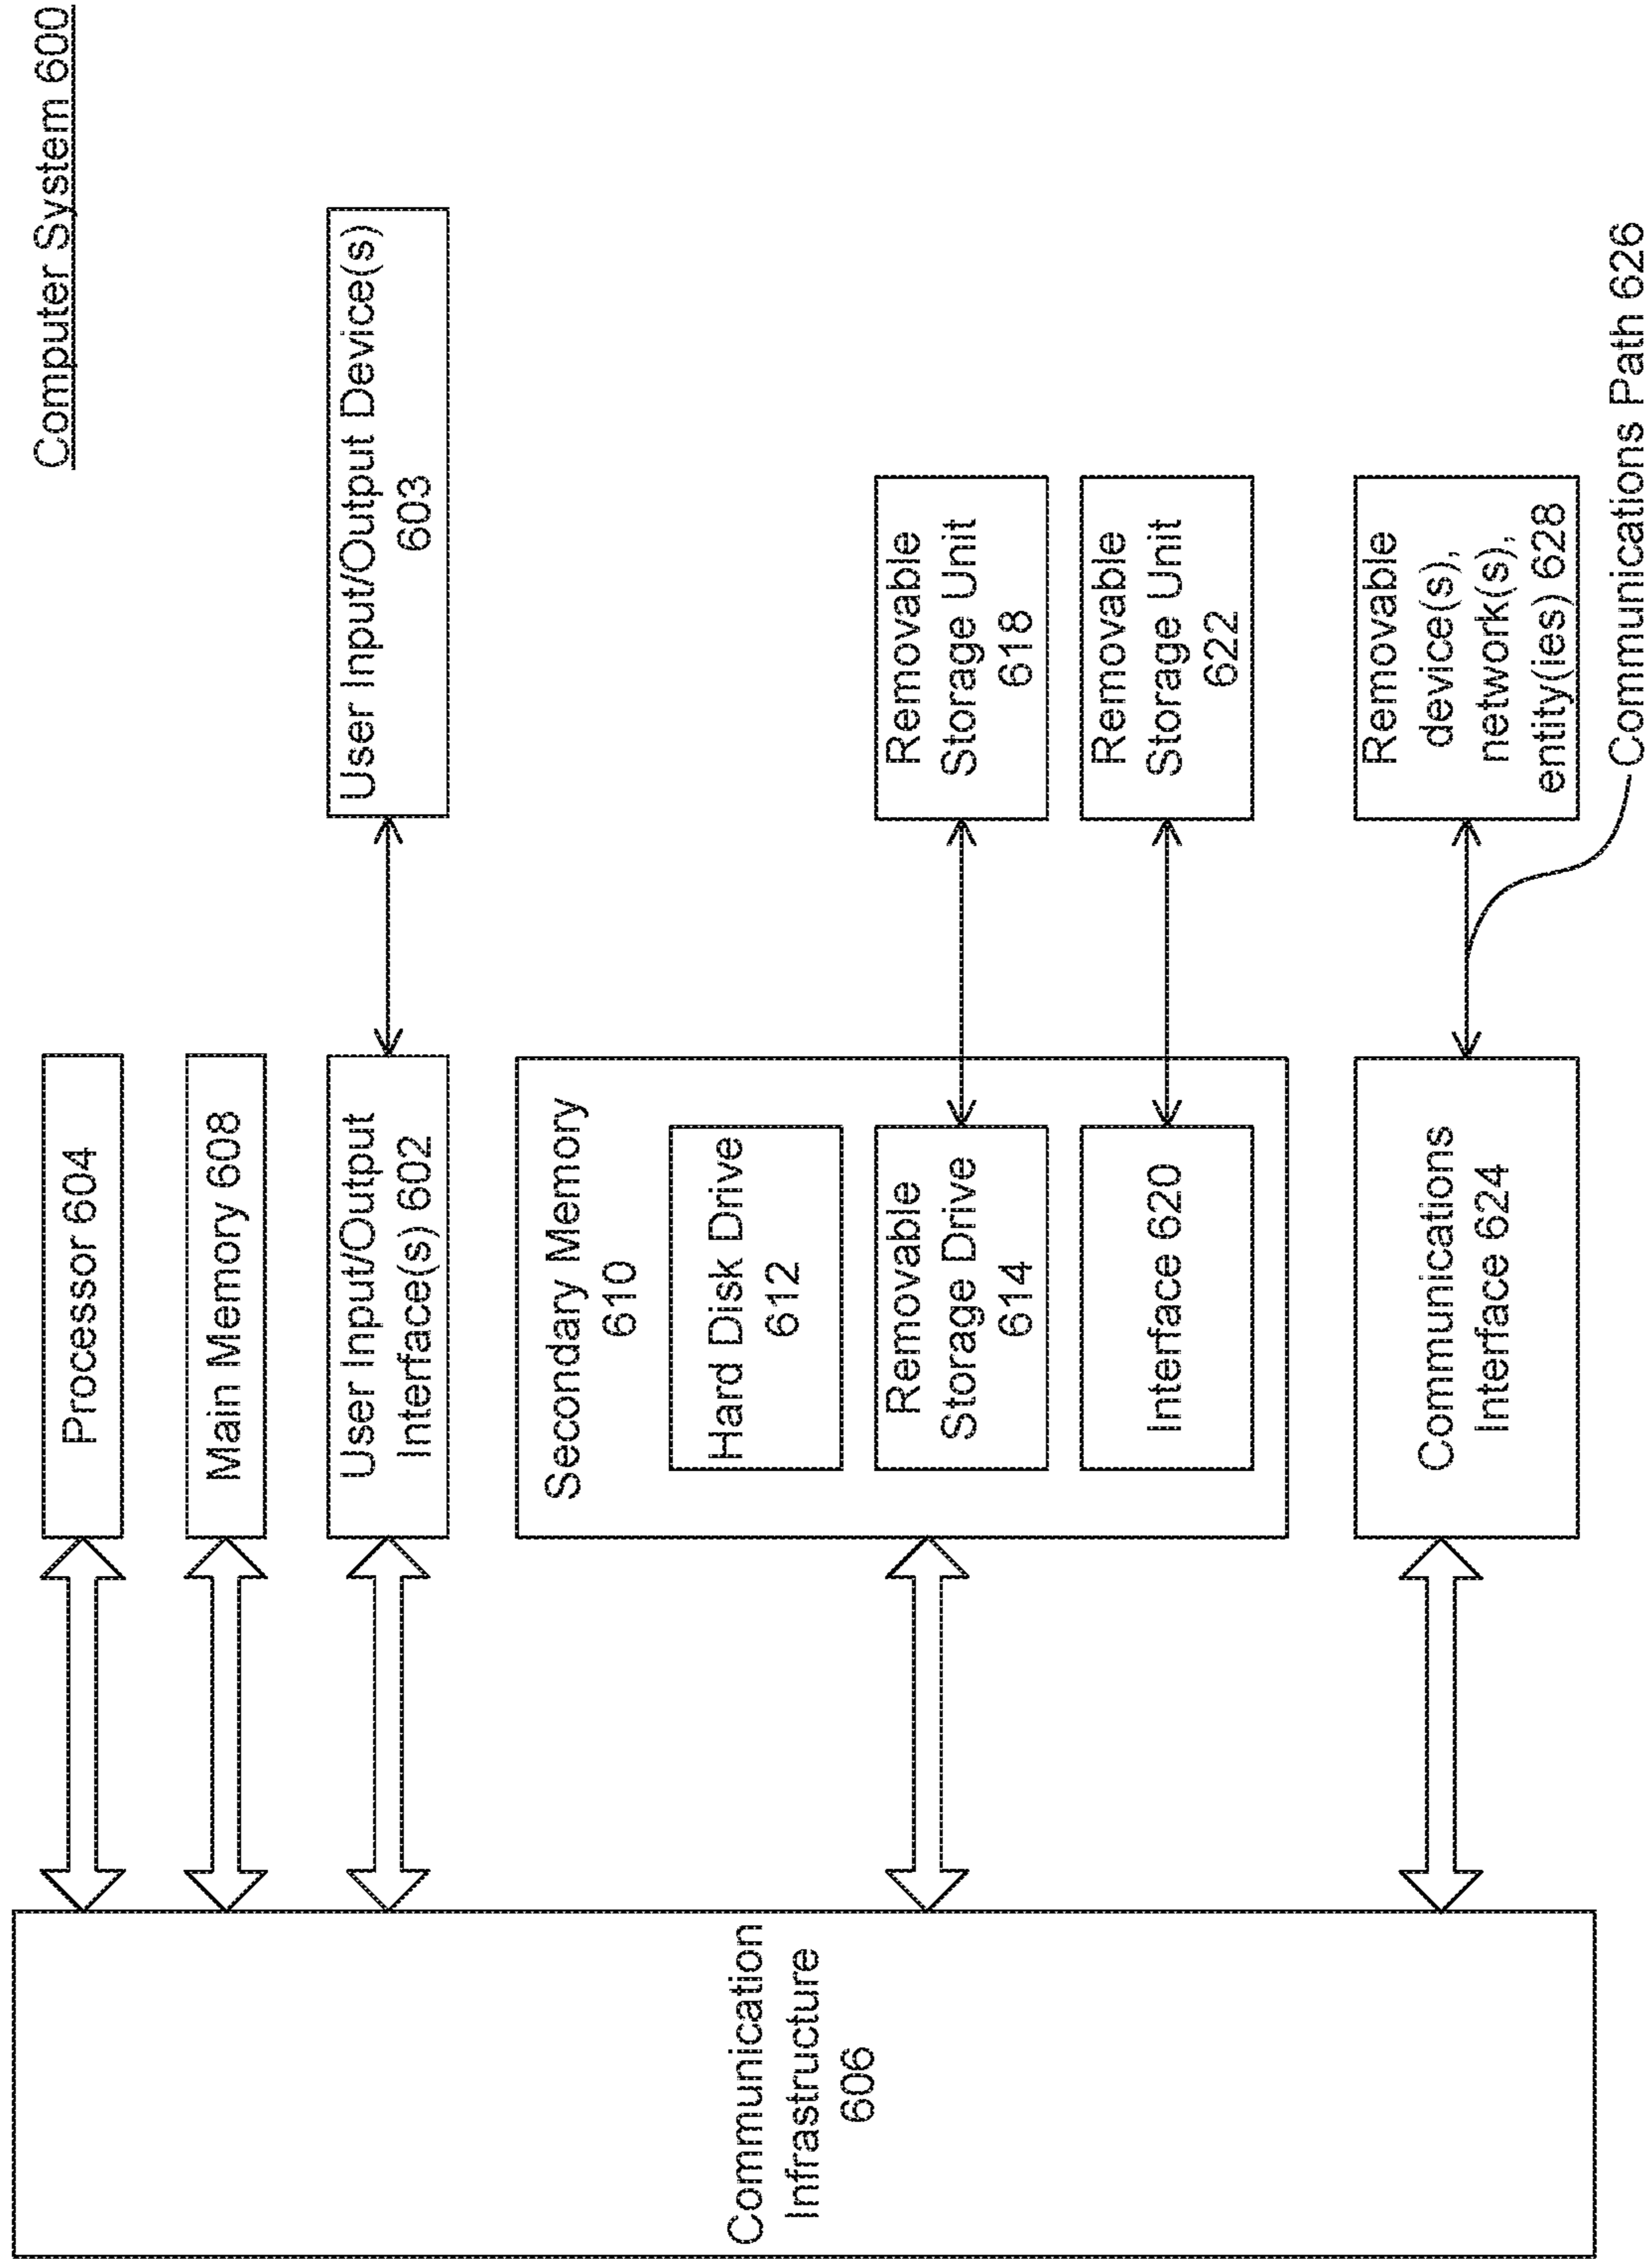 Computer System 600
Processor 604
Main Memory 608
User Input/Output
Interface(s) 602
User Input/Output Device(s)
603
Secondary Memory
610
Hard Disk Drive
612
Removable
Storage Drive
614
Removable
Storage Unit
618
Interface 620
Removable
Storage Unit
622
Communications
Interface 624
Removable
device(s),
network(s),
entity(ies) 628
Communications Path 626
Communication
Infrastructure
606